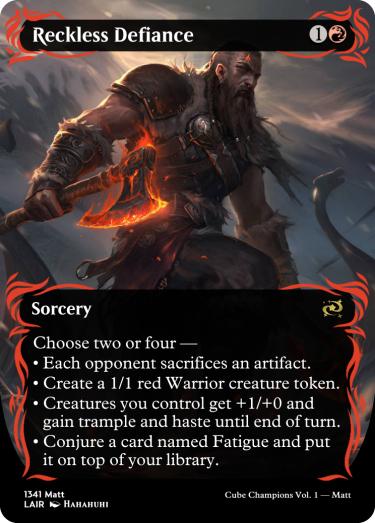 Reckless Defiance 1
Sorcery
Choose two or four —
• Each opponent sacrifices an artifact.
• Create a 1/1 red Warrior creature token.
• Creatures you control get +1/+0 and
gain trample and haste until end of turn.
• Conjure a card named Fatigue and put
it on top of your library.
1341 Matt
LAIR Hahahuhi
Cube Champions Vol. 1 — Matt